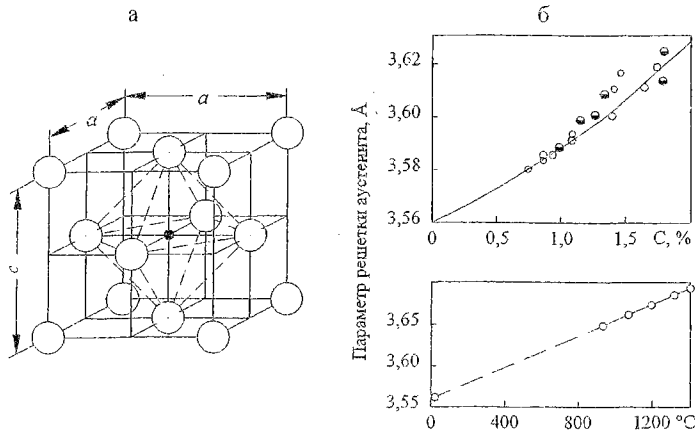 а
б
a
a
c
Параметр решетки аустенита, Å
3,62
3,60
3,58
3,56
0 0,5 1,0 1,5 C, %
3,65
3,60
3,55
0 400 800 1200 °C